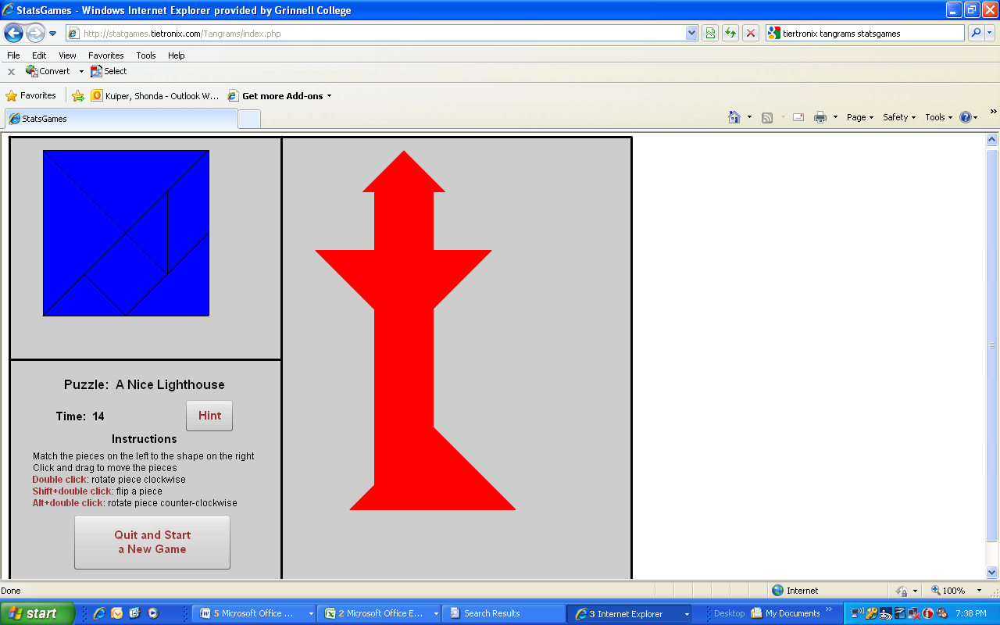 StatsGames - Windows Internet Explorer provided by Grinnell College
http://statgames.tietronix.com/Tangrams/index.php
tiertronix tangrams statsgames
File Edit View Favorites Tools Help
x Convert Select
Favorites Kuiper, Shonda - Outlook W... Get more Add-ons
StatsGames
Page Safety Tools »
Puzzle: A Nice Lighthouse
Time: 14
Hint
Instructions
Match the pieces on the left to the shape on the right
Click and drag to move the pieces
Double click: rotate piece clockwise
Shift+double click: flip a piece
Alt+double click: rotate piece counter-clockwise
Quit and Start
a New Game
Done Internet 100%
start 5 Microsoft Office ... 2 Microsoft Office E... Search Results 3 Internet Explorer Desktop My Documents » 7:38 PM